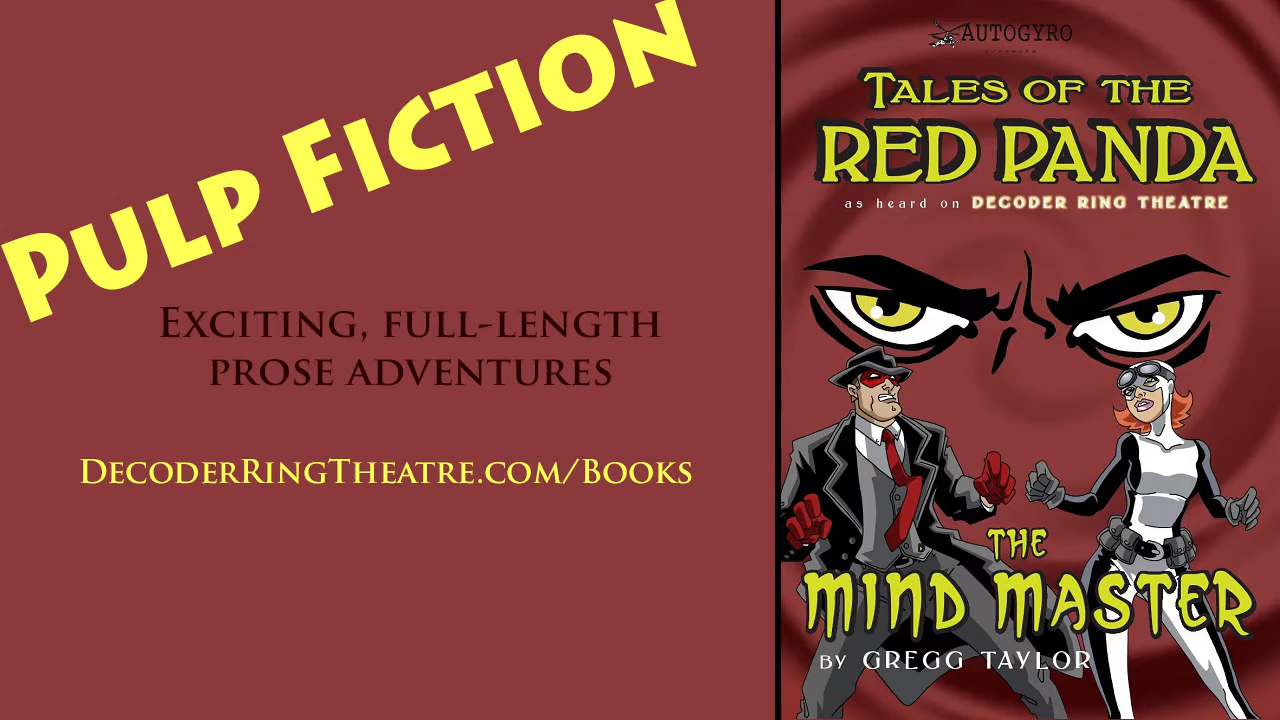 PULP FICTION
EXCITING, FULL-LENGTH
PROSE ADVENTURES
DECODERRINGTHEATRE.COM/BOOKS
AUTOGYRO
presents
TALES OF THE
RED PANDA
as heard on DECODER RING THEATRE
THE
MIND MASTER
BY GREGG TAYLOR